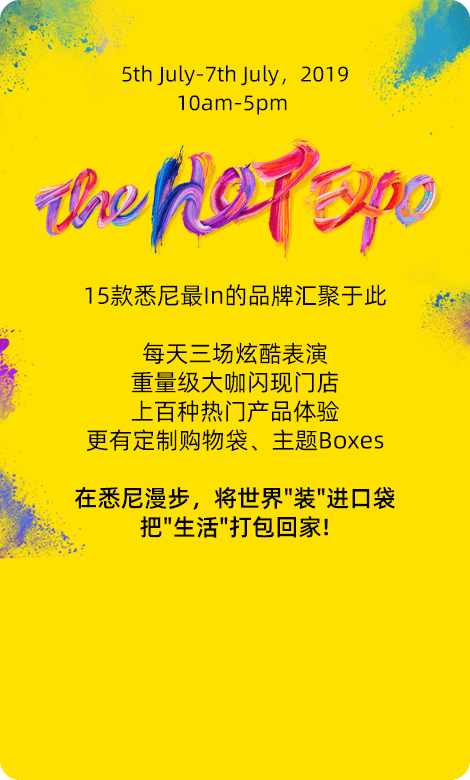 5th July-7th July，2019
10am-5pm
the HOT EXPO
15款悉尼最In的品牌汇聚于此
每天三场炫酷表演
重量级大咖闪现门店
上百种热门产品体验
更有定制购物袋、主题Boxes
在悉尼漫步，将世界"装"进口袋
把"生活"打包回家!